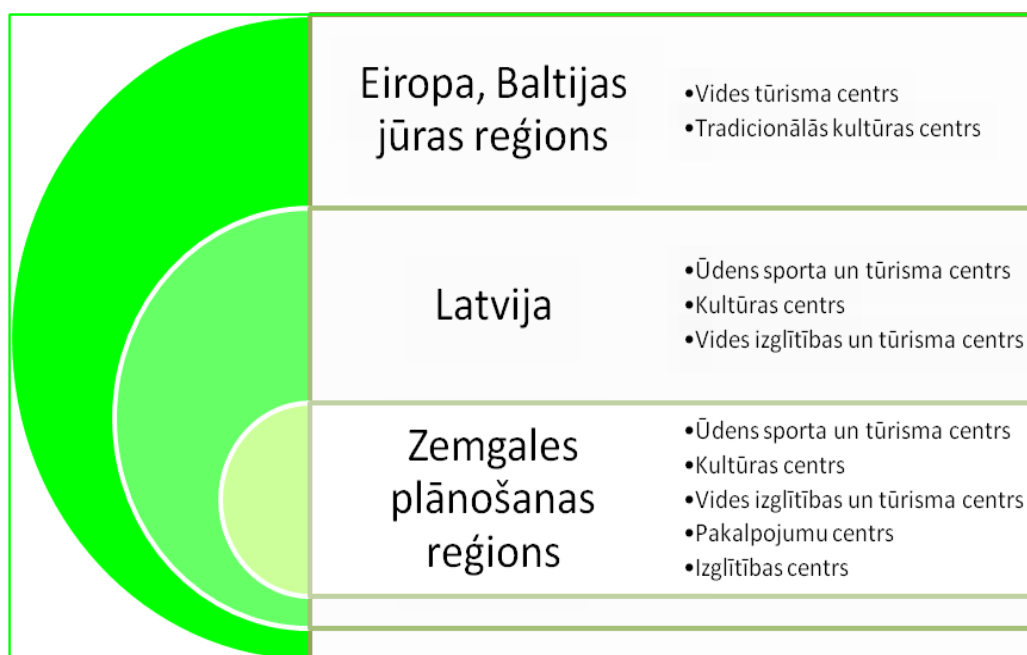 Eiropa, Baltijas
jūras reģions
•Vides tūrisma centrs
•Tradicionālās kultūras centrs
Latvija
•Ūdens sporta un tūrisma centrs
•Kultūras centrs
•Vides izglītības un tūrisma centrs
Zemgales
plānošanas
reģions
•Ūdens sporta un tūrisma centrs
•Kultūras centrs
•Vides izglītības un tūrisma centrs
•Pakalpojumu centrs
•Izglītības centrs